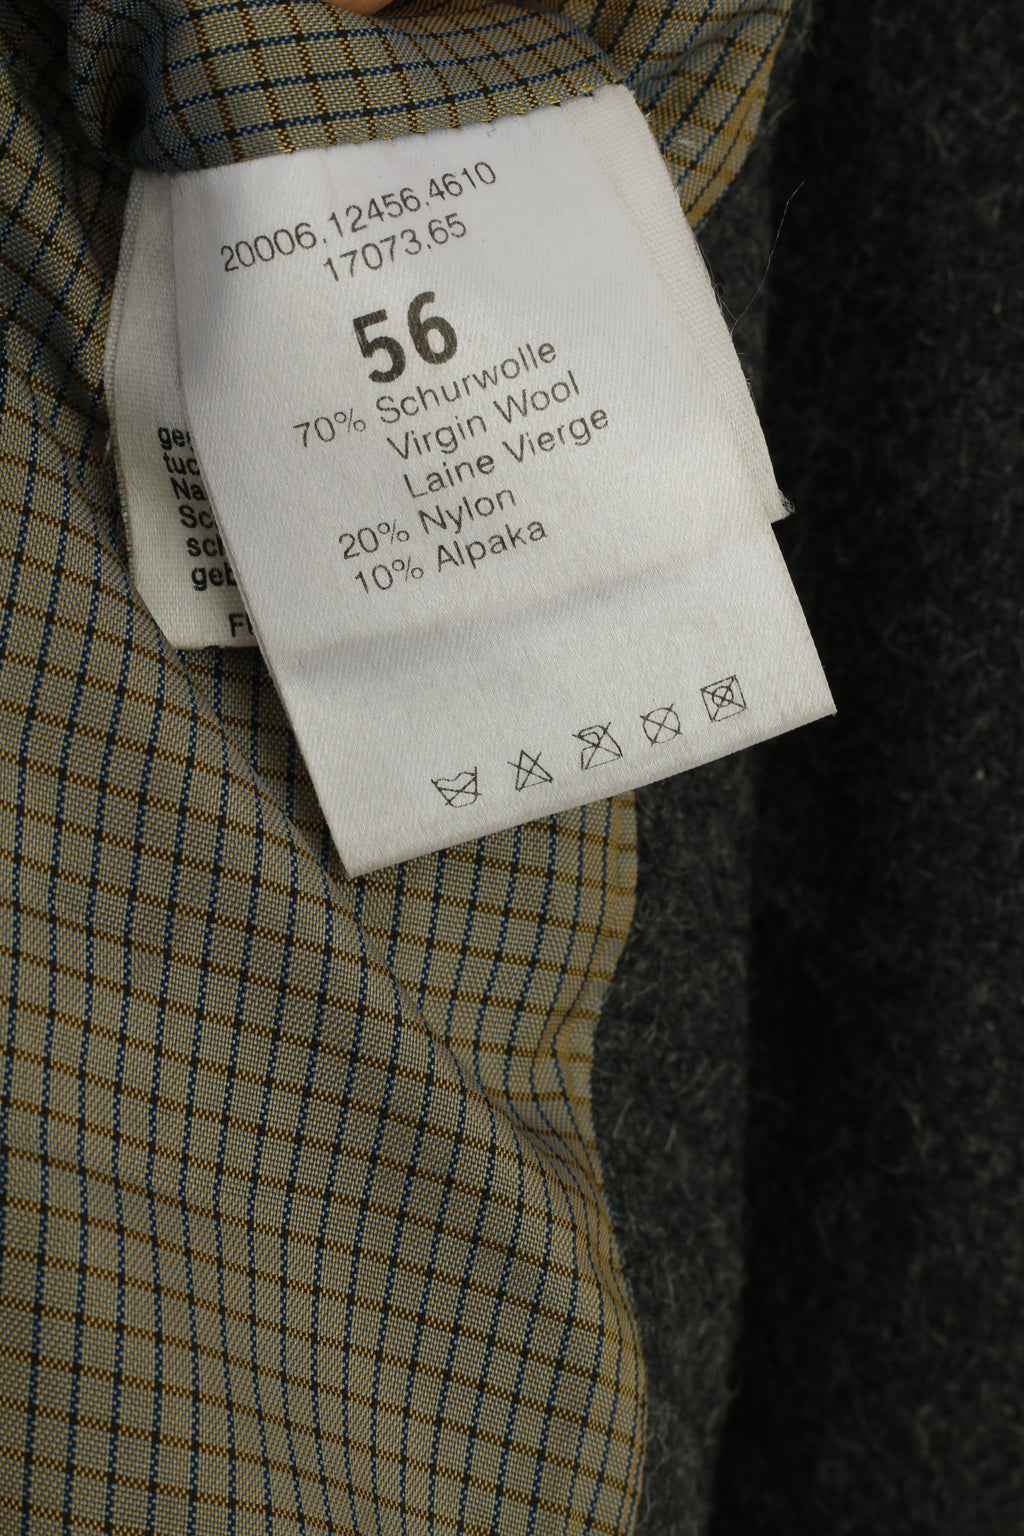 20006.12456.4610
17073.65
56
70% Schurwolle
Virgin Wool
Laine Vierge
20% Nylon
10% Alpaka